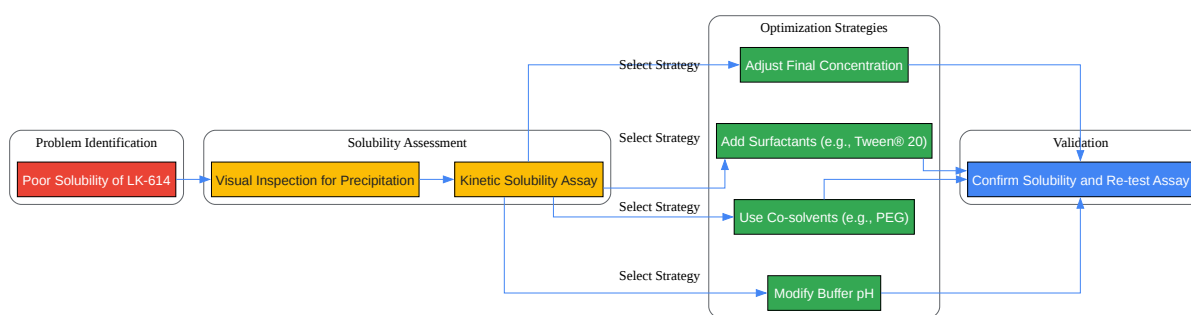 Problem Identification
Poor Solubility of LK-614
Solubility Assessment
Visual Inspection for Precipitation
Kinetic Solubility Assay
Select Strategy
Select Strategy
Select Strategy
Select Strategy
Optimization Strategies
Adjust Final Concentration
Add Surfactants (e.g., Tween® 20)
Use Co-solvents (e.g., PEG)
Modify Buffer pH
Validation
Confirm Solubility and Re-test Assay